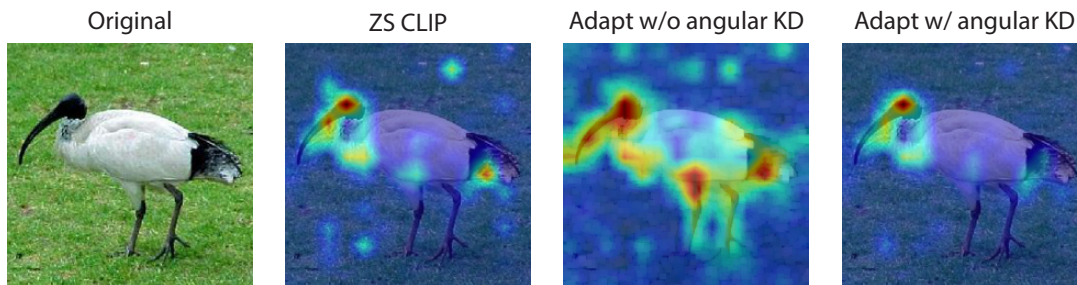 Original
ZS CLIP
Adapt w/o angular KD
Adapt w/ angular KD